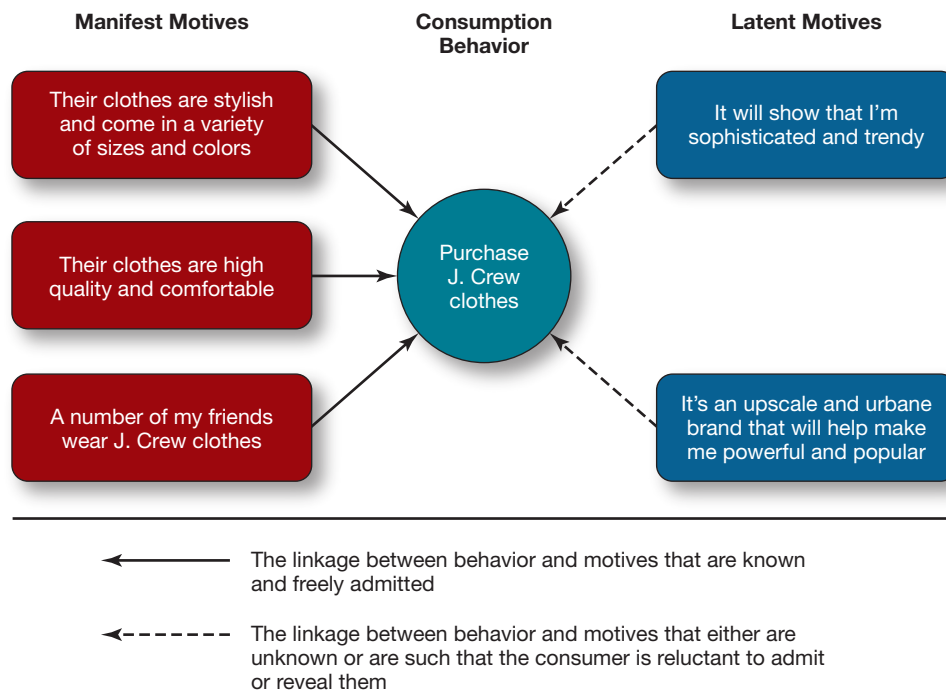 Manifest Motives
Consumption
Behavior
Latent Motives
Their clothes are stylish
and come in a variety
of sizes and colors
It will show that I'm
sophisticated and trendy
Their clothes are high
quality and comfortable
Purchase
J. Crew
clothes
A number of my friends
wear J. Crew clothes
It's an upscale and urbane
brand that will help make
me powerful and popular
The linkage between behavior and motives that are known
and freely admitted
The linkage between behavior and motives that either are
unknown or are such that the consumer is reluctant to admit
or reveal them